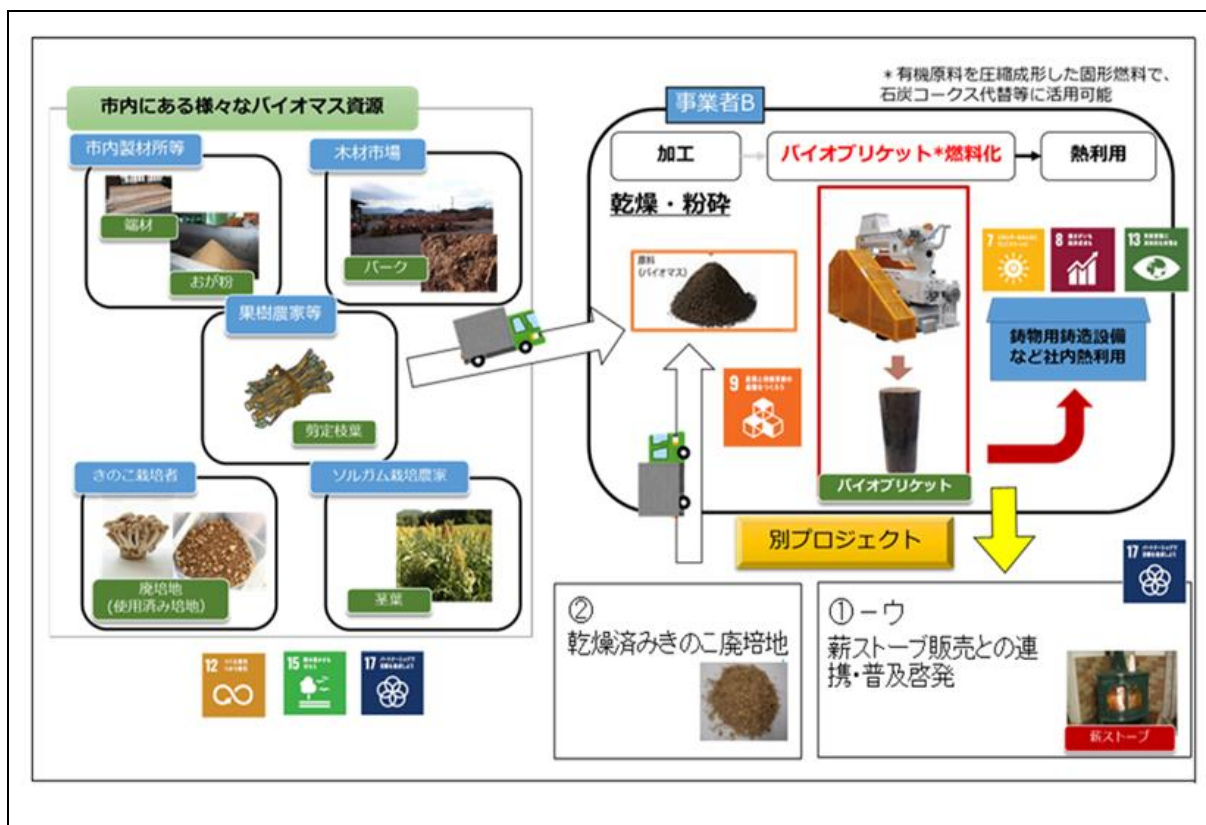 *有機原料を圧縮成形した固形燃料で、
石炭コークス代替等に活用可能
市内にある様々なバイオマス資源
市内製材所等
端材
おが粉
木材市場
バーク
果樹農家等
剪定枝葉
きのこ栽培者
廃培地
(使用済み培地)
ソルガム栽培農家
茎葉
12
15
17
事業者B
加工
バイオブリケット*燃料化
熱利用
乾燥・粉砕
原料
(バイオマス)
バイオブリケット
7
8
13
鋳物用鋳造設備
など社内熱利用
9
別プロジェクト
②
乾燥済みきのこ廃培地
17
①-ウ
薪ストーブ販売との連
携・普及啓発
薪ストーブ